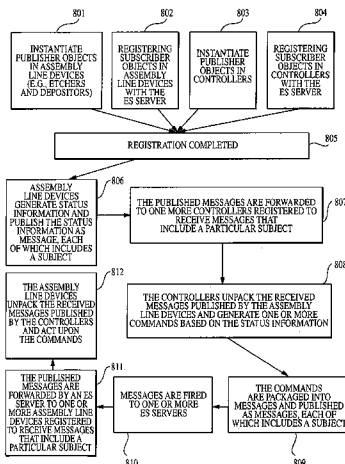 801
802
803
804
INSTANTIATE
PUBLISHER OBJECTS
IN ASSEMBLY
LINE DEVICES
(E.G., ETCHERS
AND DEPOSITORS)
REGISTERING
SUBSCRIBER
OBJECTS IN
ASSEMBLY
LINE DEVICES
WITH THE
ES SERVER
INSTANTIATE
PUBLISHER
OBJECTS IN
CONTROLLERS
REGISTERING
SUBSCRIBER
OBJECTS IN
CONTROLLERS
WITH THE
ES SERVER
805
REGISTRATION COMPLETED
806
ASSEMBLY
LINE DEVICES
GENERATE STATUS
INFORMATION AND
PUBLISH THE STATUS
INFORMATION AS
MESSAGE, EACH
OF WHICH INCLUDES
A SUBJECT
807
THE PUBLISHED MESSAGES ARE FORWARDED
TO ONE MORE CONTROLLERS REGISTERED TO
RECEIVE MESSAGES THAT
INCLUDE A PARTICULAR SUBJECT
808
THE CONTROLLERS UNPACK THE RECEIVED
MESSAGES PUBLISHED BY THE ASSEMBLY
LINE DEVICES AND GENERATE ONE OR MORE
COMMANDS BASED ON THE STATUS INFORMATION
812
THE ASSEMBLY
LINE DEVICES
UNPACK THE RECEIVED
MESSAGES PUBLISHED
BY THE CONTROLLERS
AND ACT UPON
THE COMMANDS
811
THE PUBLISHED
MESSAGES ARE
FORWARDED BY AN ES
SERVER TO ONE OR
MORE ASSEMBLY LINE
DEVICES REGISTERED
TO RECEIVE MESSAGES
THAT INCLUDE A
PARTICULAR SUBJECT
MESSAGES ARE FIRED
TO ONE OR MORE
ES SERVERS
810
THE COMMANDS
ARE PACKAGED INTO
MESSAGES AND PUBLISHED
AS MESSAGES, EACH OF
WHICH INCLUDES A SUBJECT
809